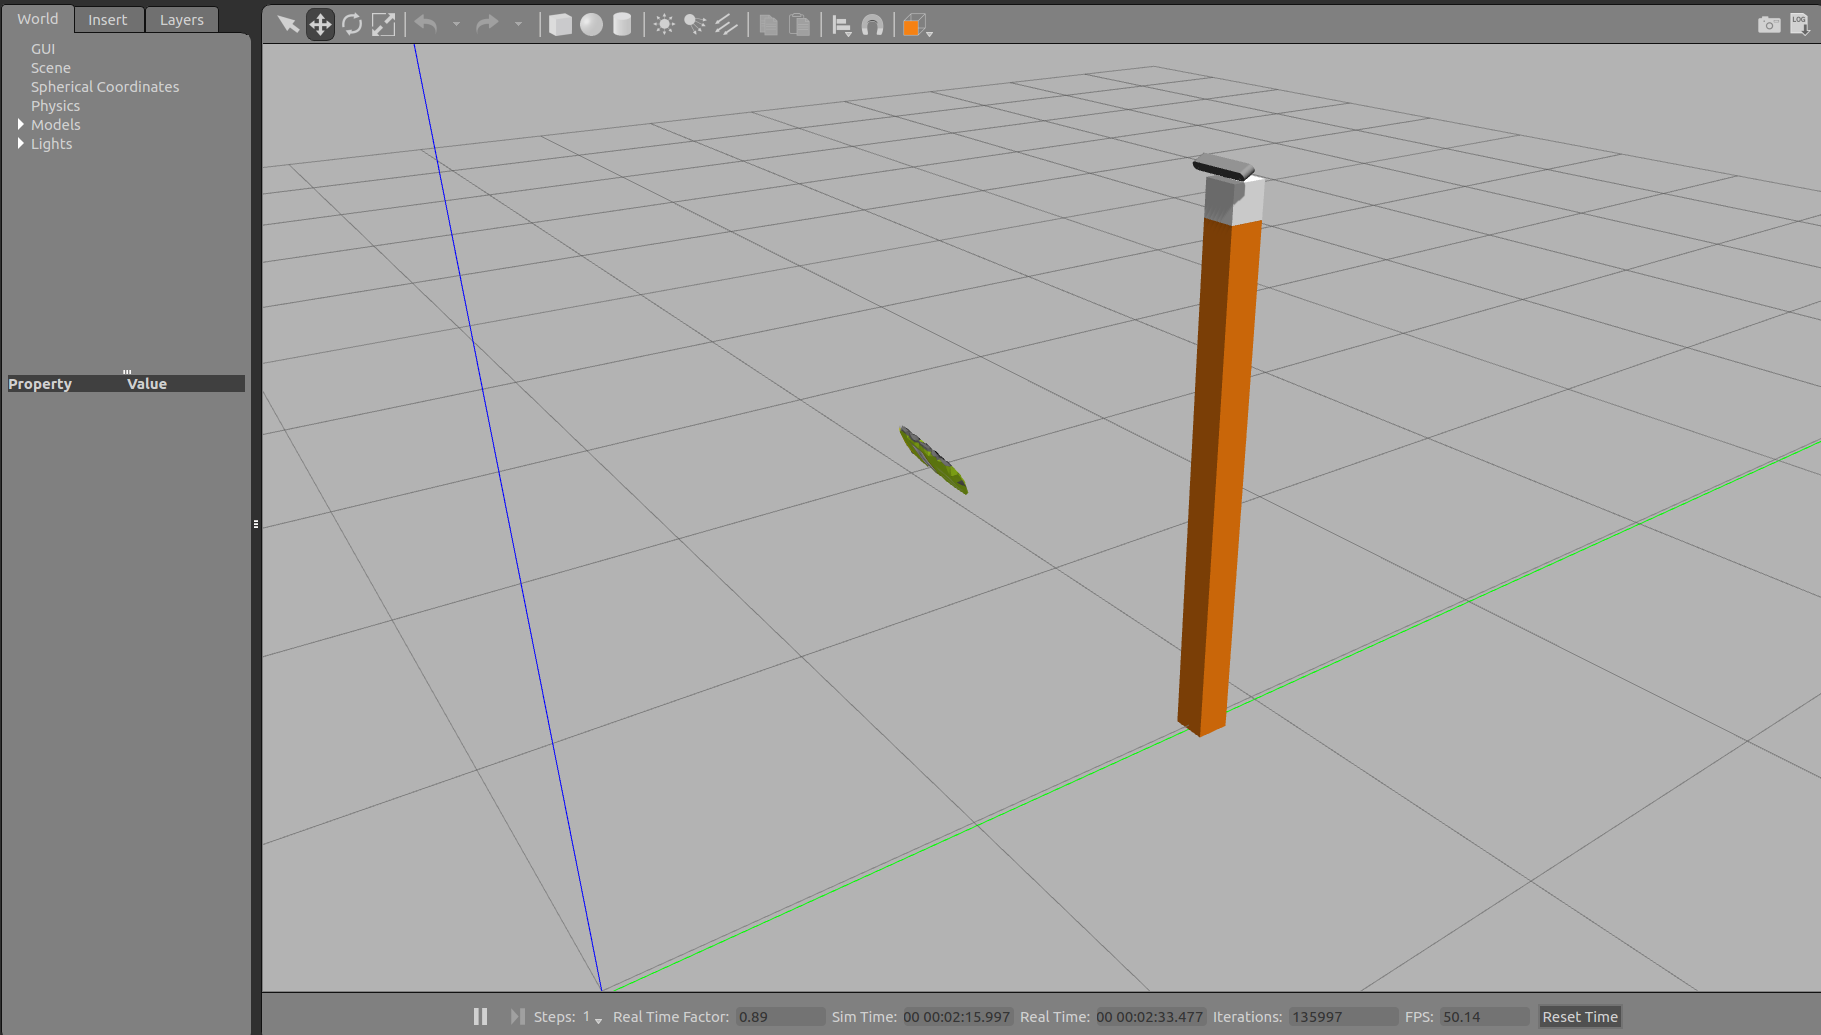 World Insert Layers
GUI
Scene
Spherical Coordinates
Physics
Models
Lights
Property Value
LOG
Steps: 1 Real Time Factor: 0.89 Sim Time: 00 00:02:15.997 Real Time: 00 00:02:33.477 Iterations: 135997 FPS: 50.14 Reset Time